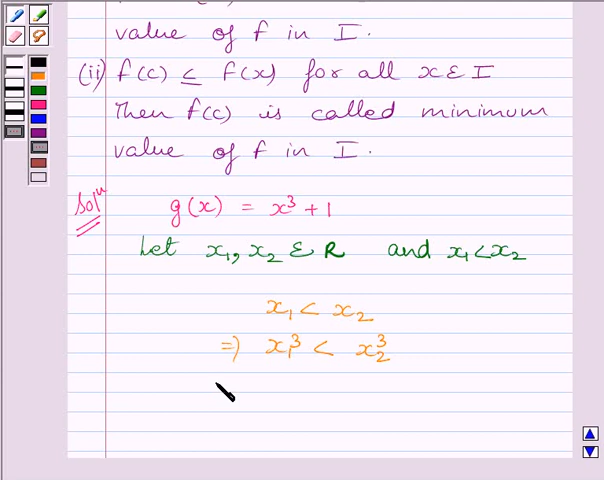 value of f in I.
(ii) f(c) ≤ f(x) for all x ε I
Then f(c) is called minimum
value of f in I.
Solⁿ g(x) = x³ + 1
Let x₁, x₂ ε R and x₁ < x₂
x₁ < x₂
⇒) x₁³ < x₂³